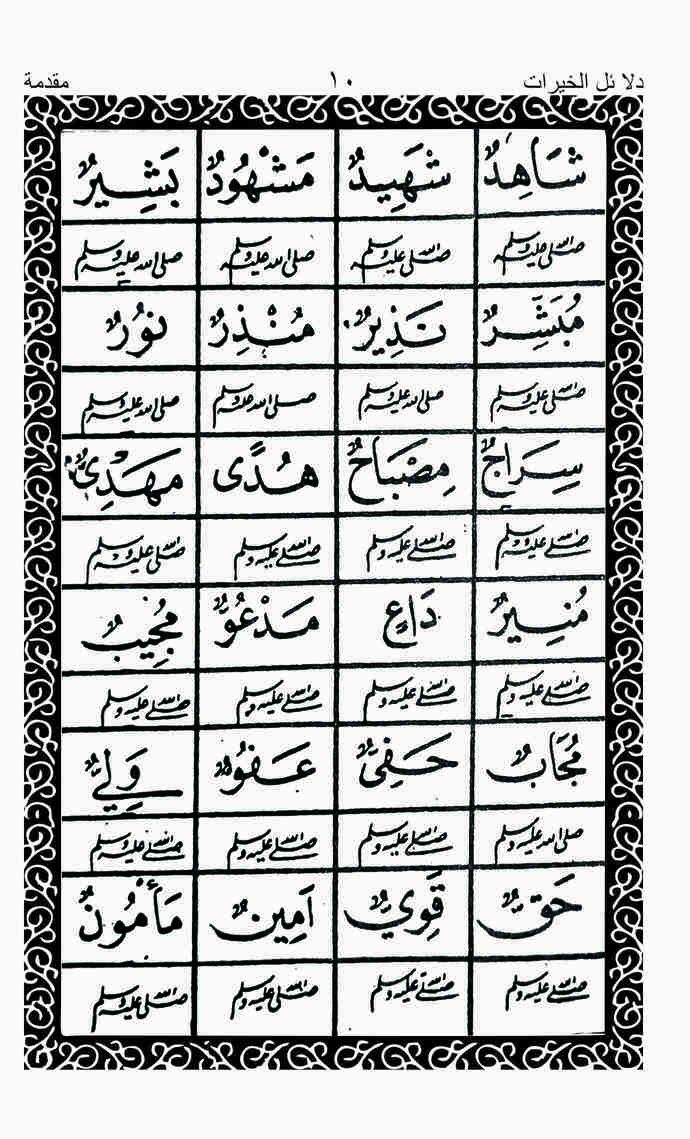 دلائل الخيرات ١٠ مقدمة
شَاهِدٌ شَهِيدٌ مَشْهُودٌ بَشِيرٌ
صلى الله عليه وسلم صلى الله عليه وسلم صلى الله عليه وسلم صلى الله عليه وسلم
مُبَشِّرٌ نَذِيرٌ مُنْذِرٌ نُورٌ
صلى الله عليه وسلم صلى الله عليه وسلم صلى الله عليه وسلم صلى الله عليه وسلم
سِرَاجٌ مِصْبَاحٌ هُدًى مَهْدِيٌّ
صلى الله عليه وسلم صلى الله عليه وسلم صلى الله عليه وسلم صلى الله عليه وسلم
مُنِيرٌ دَاعٍ مَدْعُوٌّ مُجِيبٌ
صلى الله عليه وسلم صلى الله عليه وسلم صلى الله عليه وسلم صلى الله عليه وسلم
مُجَابٌ حَفِيٌّ عَفُوٌّ وَلِيٌّ
صلى الله عليه وسلم صلى الله عليه وسلم صلى الله عليه وسلم صلى الله عليه وسلم
حَقٌّ قَوِيٌّ اَمِينٌ مَأْمُونٌ
صلى الله عليه وسلم صلى الله عليه وسلم صلى الله عليه وسلم صلى الله عليه وسلم